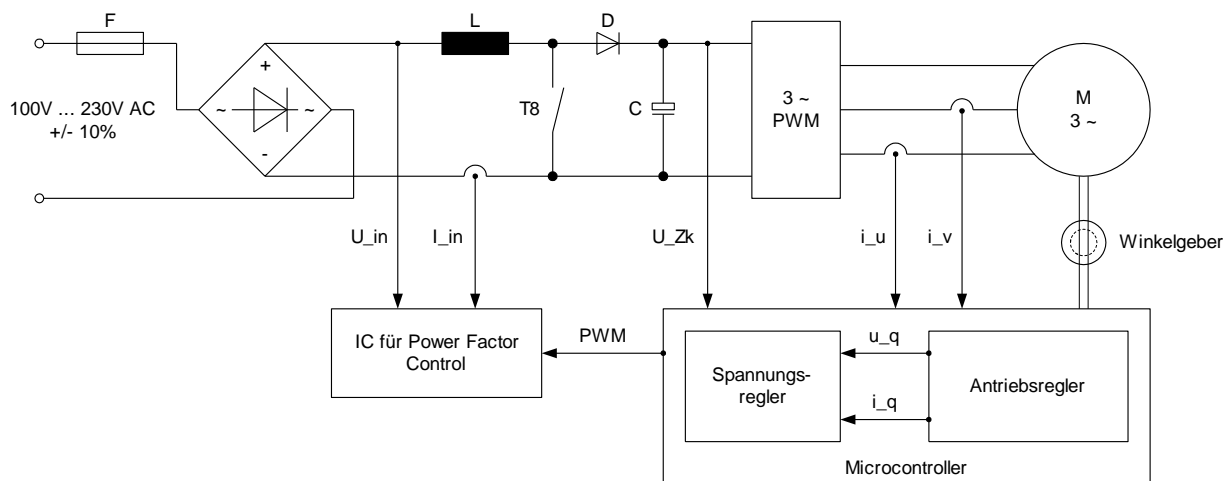 F
L
D
M
3 ~
+
~
~
-
100V ... 230V AC
+/- 10%
T8
C
3 ~
PWM
U_in
I_in
U_Zk
i_u
i_v
Winkelgeber
IC für Power Factor
Control
PWM
Spannungs-
regler
u_q
i_q
Antriebsregler
Microcontroller